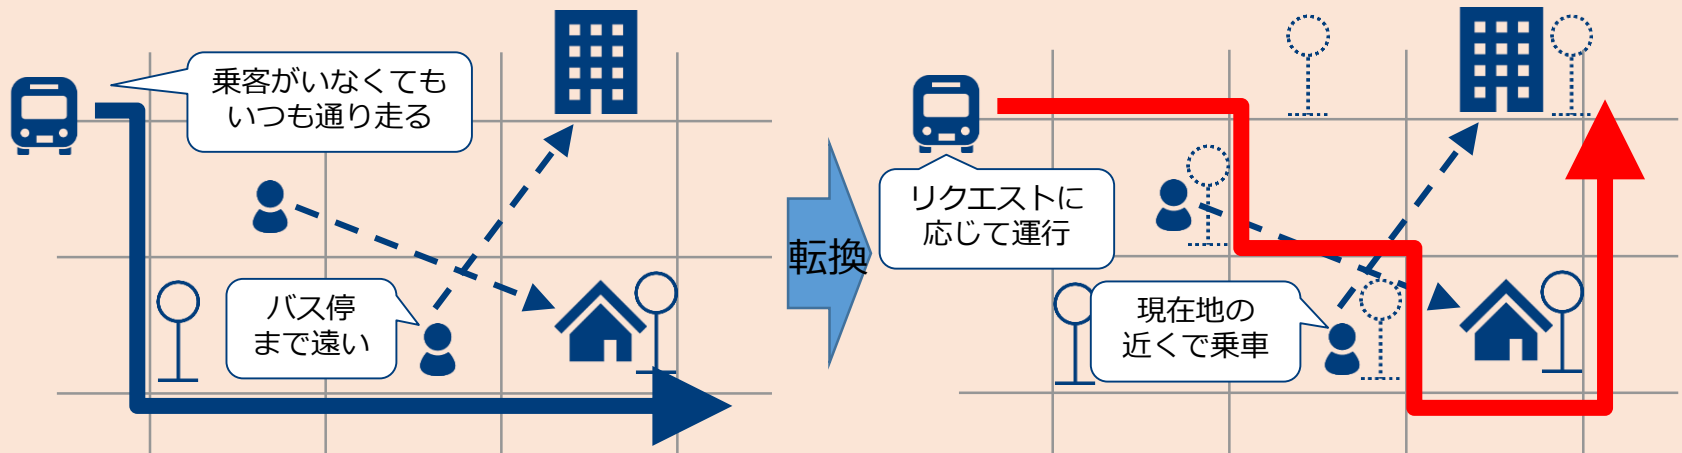 乗客がいなくても
いつも通り走る
バス停
まで遠い
転換
リクエストに
応じて運行
現在地の
近くで乗車